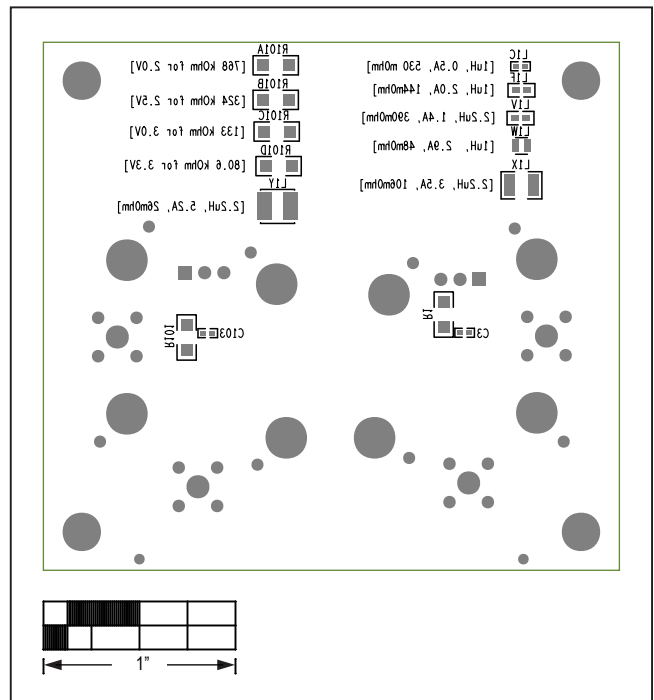 R101A
[768 kOhm for 2.0V]
R101B
[324 kOhm for 2.5V]
R101C
[133 kOhm for 3.0V]
R101D
[80.6 kOhm for 3.3V]
L1Y
[2.2uH, 5.2A, 26mOhm]
L1C
[1uH, 0.5A, 530 mOhm]
L1F
[1uH, 2.0A, 144mOhm]
L1V
[2.2uH, 1.4A, 390mOhm]
L1W
[1uH, 2.9A, 48mOhm]
L1X
[2.2uH, 3.5A, 106mOhm]
R101
C103
R1
C3
1"